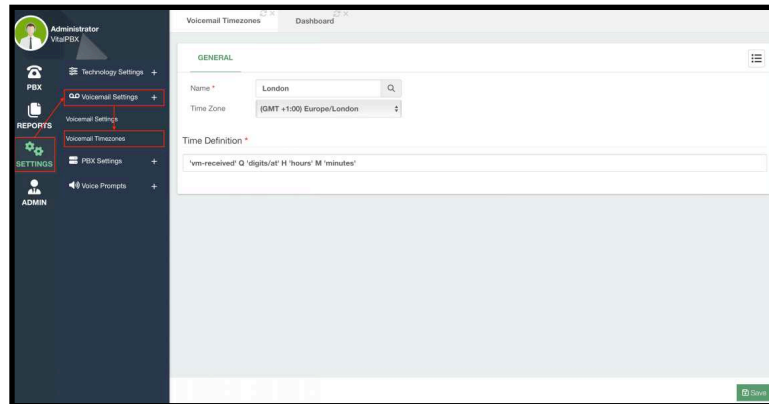 Administrator
VitalPBX
PBX
REPORTS
SETTINGS
ADMIN
Technology Settings +
Voicemail Settings +
Voicemail Settings
Voicemail Timezones
PBX Settings +
Voice Prompts +
Voicemail Timezones
Dashboard
GENERAL
Name *
London
Time Zone
(GMT +1:00) Europe/London
Time Definition *
'vm-received' Q 'digits/at' H 'hours' M 'minutes'
Save